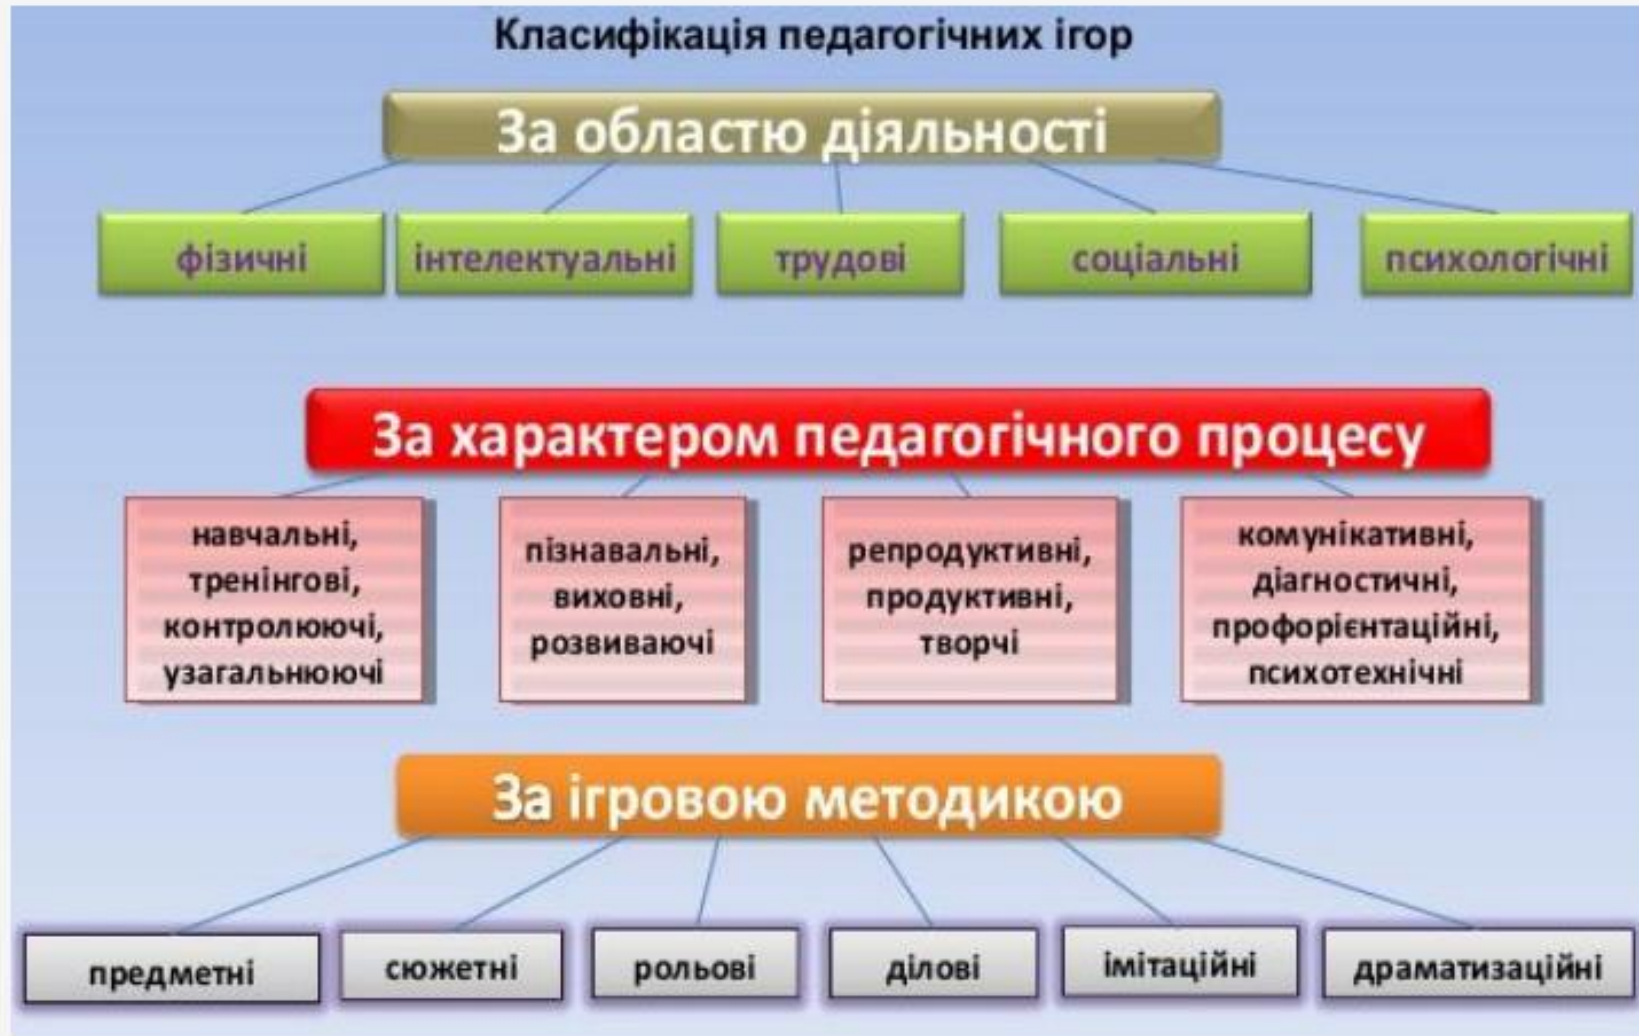 Класифікація педагогічних ігор
За областю діяльності
фізичні
інтелектуальні
трудові
соціальні
психологічні
За характером педагогічного процесу
навчальні,
тренінгові,
контролюючі,
узагальнюючі
пізнавальні,
виховні,
розвиваючі
репродуктивні,
продуктивні,
творчі
комунікативні,
діагностичні,
профорієнтаційні,
психотехнічні
За ігровою методикою
предметні
сюжетні
рольові
ділові
імітаційні
драматизаційні